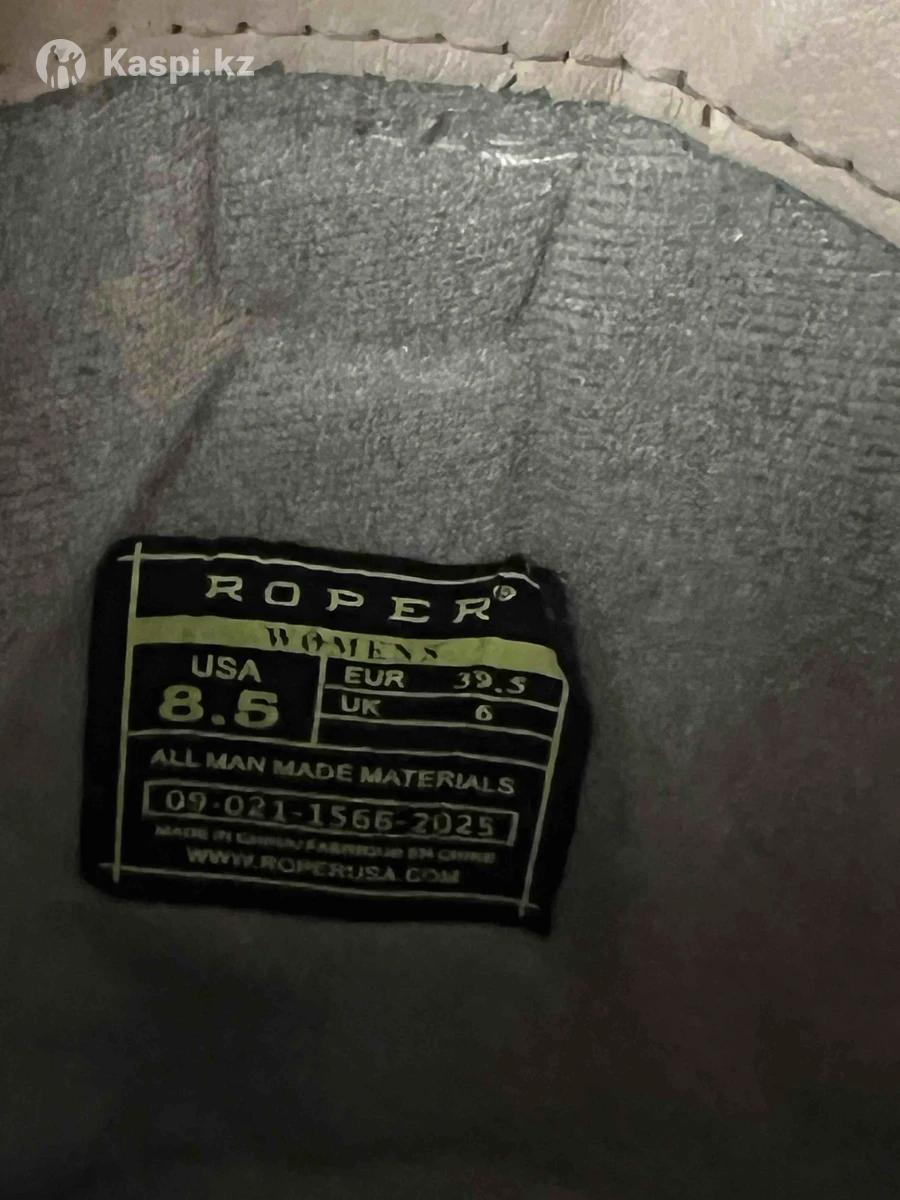 Kaspi.kz
ROPER®
WOMENS
USA
8.5
EUR 39.5
UK 6
ALL MAN MADE MATERIALS
09-021-1566-2025
MADE IN CHINA/FABRIQUE EN CHINE
WWW.ROPERUSA.COM